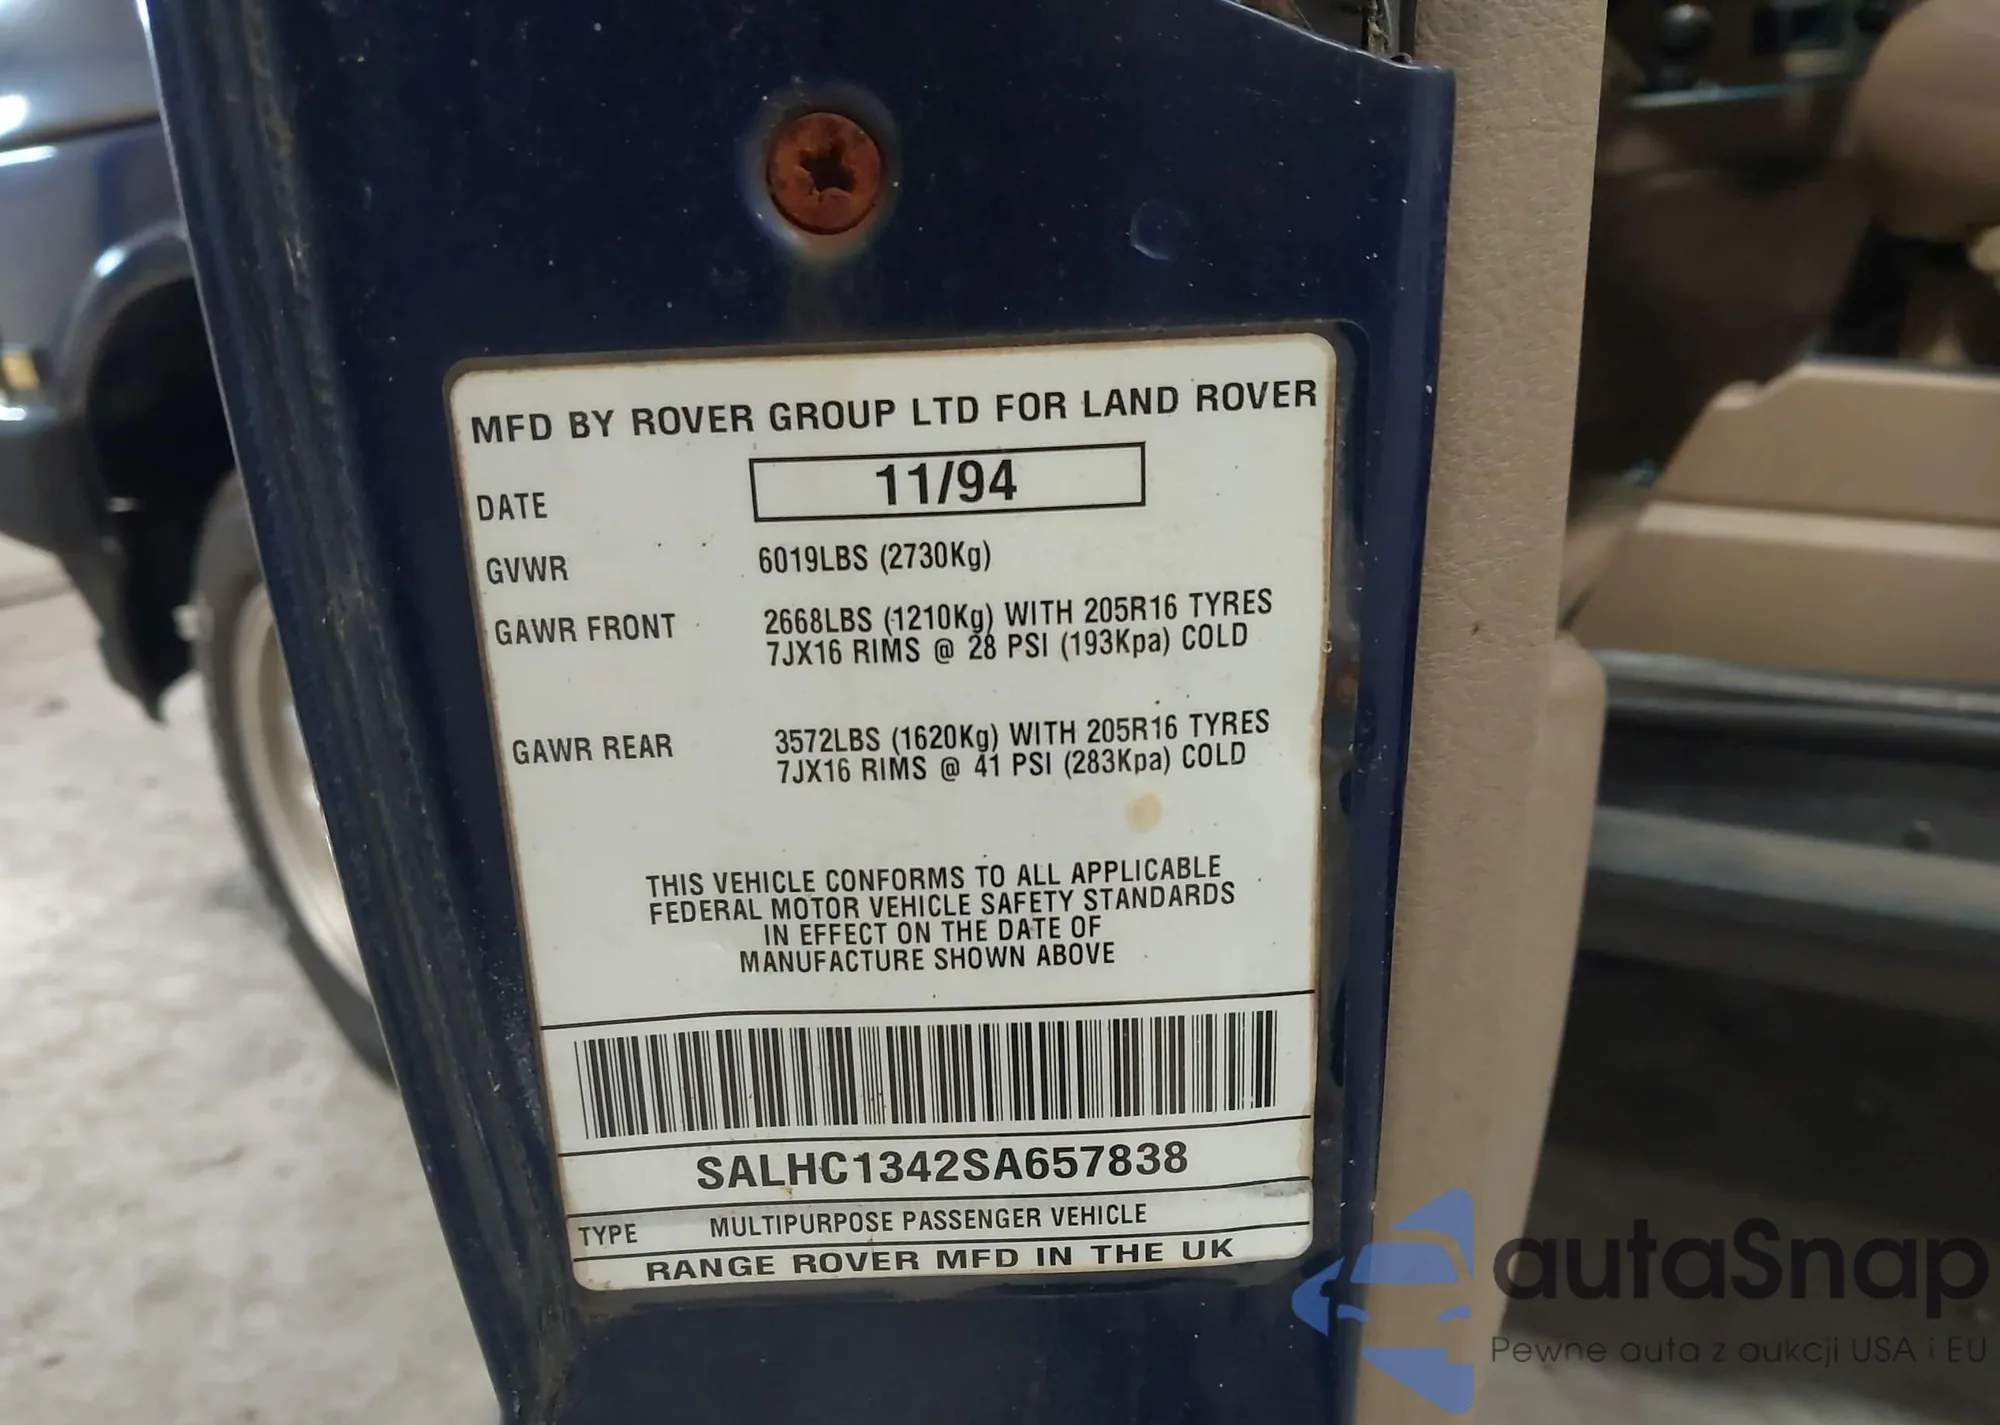 MFD BY ROVER GROUP LTD FOR LAND ROVER
DATE 11/94
GVWR 6019LBS (2730Kg)
GAWR FRONT 2668LBS (1210Kg) WITH 205R16 TYRES
7JX16 RIMS @ 28 PSI (193Kpa) COLD
GAWR REAR 3572LBS (1620Kg) WITH 205R16 TYRES
7JX16 RIMS @ 41 PSI (283Kpa) COLD
THIS VEHICLE CONFORMS TO ALL APPLICABLE
FEDERAL MOTOR VEHICLE SAFETY STANDARDS
IN EFFECT ON THE DATE OF
MANUFACTURE SHOWN ABOVE
SALHC1342SA657838
TYPE MULTIPURPOSE PASSENGER VEHICLE
RANGE ROVER MFD IN THE UK
autaSnap
Pewne auta z aukcji USA i EU